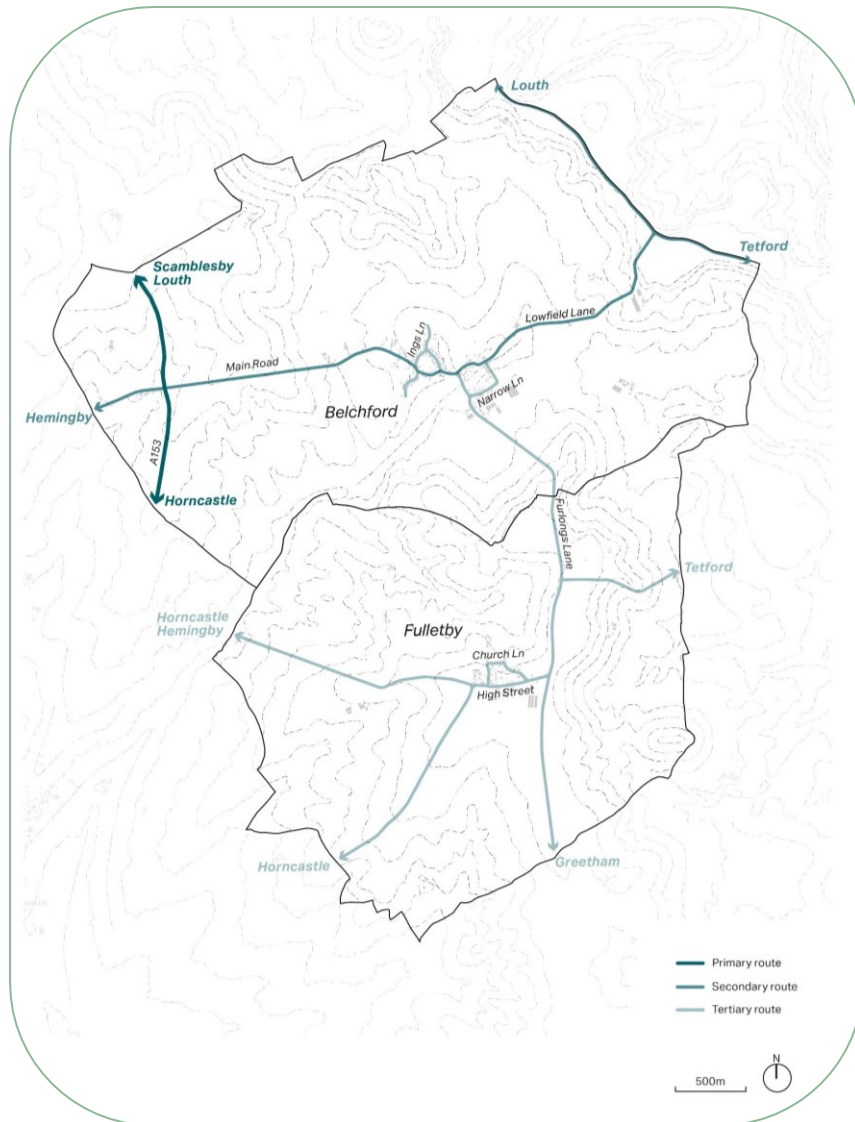 Louth
Tetford
Scamblesby
Louth
Lowfield Lane
Ings Ln
Main Road
Narrow Ln
Hemingby
Belchford
A153
Horncastle
Furlongs Lane
Tetford
Horncastle
Hemingby
Fulletby
Church Ln
High Street
Horncastle
Greetham
Primary route
Secondary route
Tertiary route
N
500m